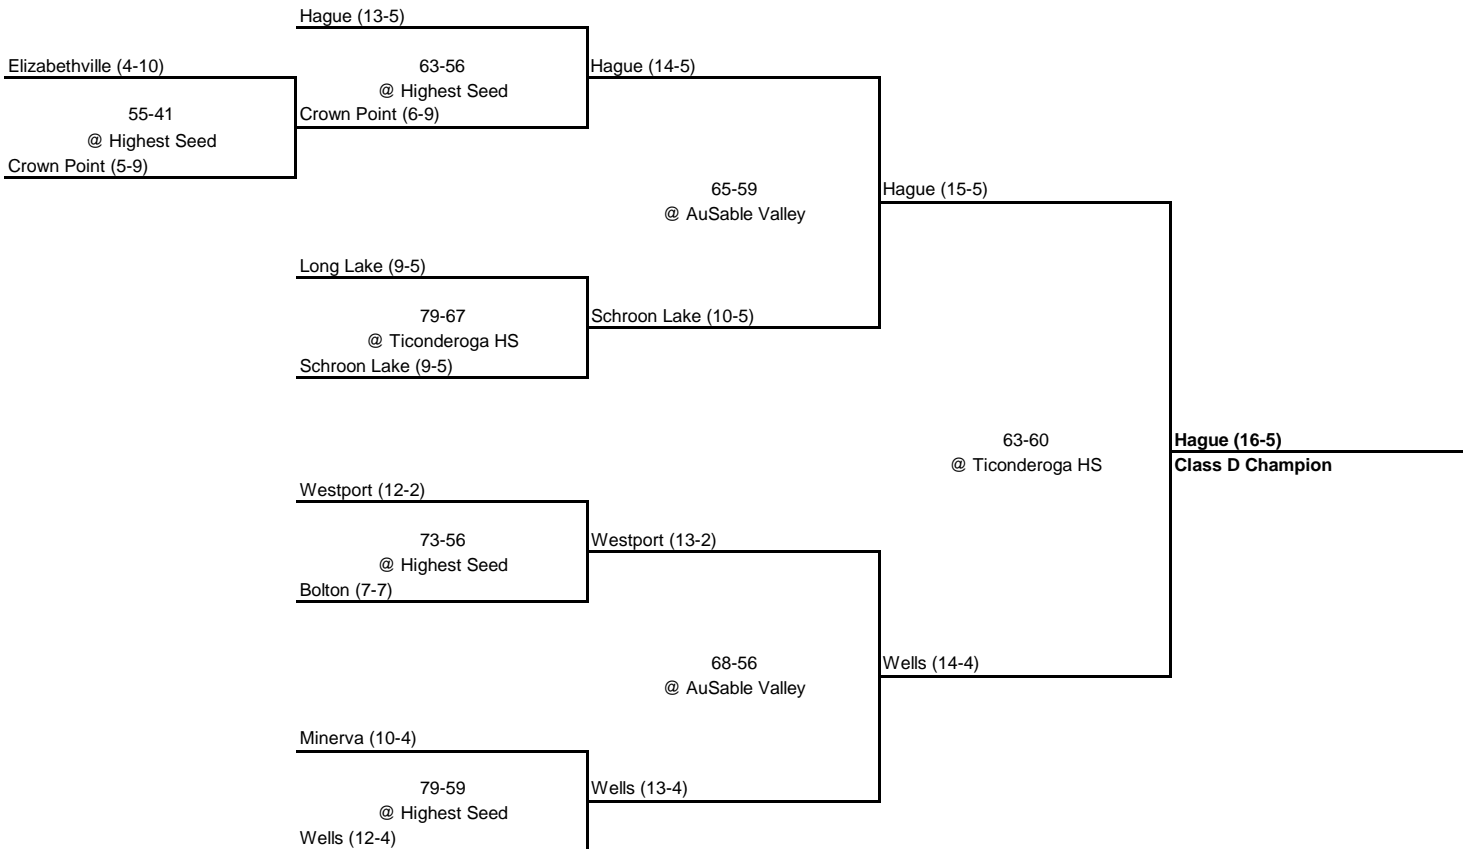 Hague (13-5)
Elizabethville (4-10)
63-56
Hague (14-5)
@ Highest Seed
55-41
Crown Point (6-9)
@ Highest Seed
Crown Point (5-9)
65-59
Hague (15-5)
@ AuSable Valley
Long Lake (9-5)
79-67
Schroon Lake (10-5)
@ Ticonderoga HS
Schroon Lake (9-5)
63-60
Hague (16-5)
@ Ticonderoga HS
Class D Champion
Westport (12-2)
73-56
Westport (13-2)
@ Highest Seed
Bolton (7-7)
68-56
Wells (14-4)
@ AuSable Valley
Minerva (10-4)
79-59
Wells (13-4)
@ Highest Seed
Wells (12-4)